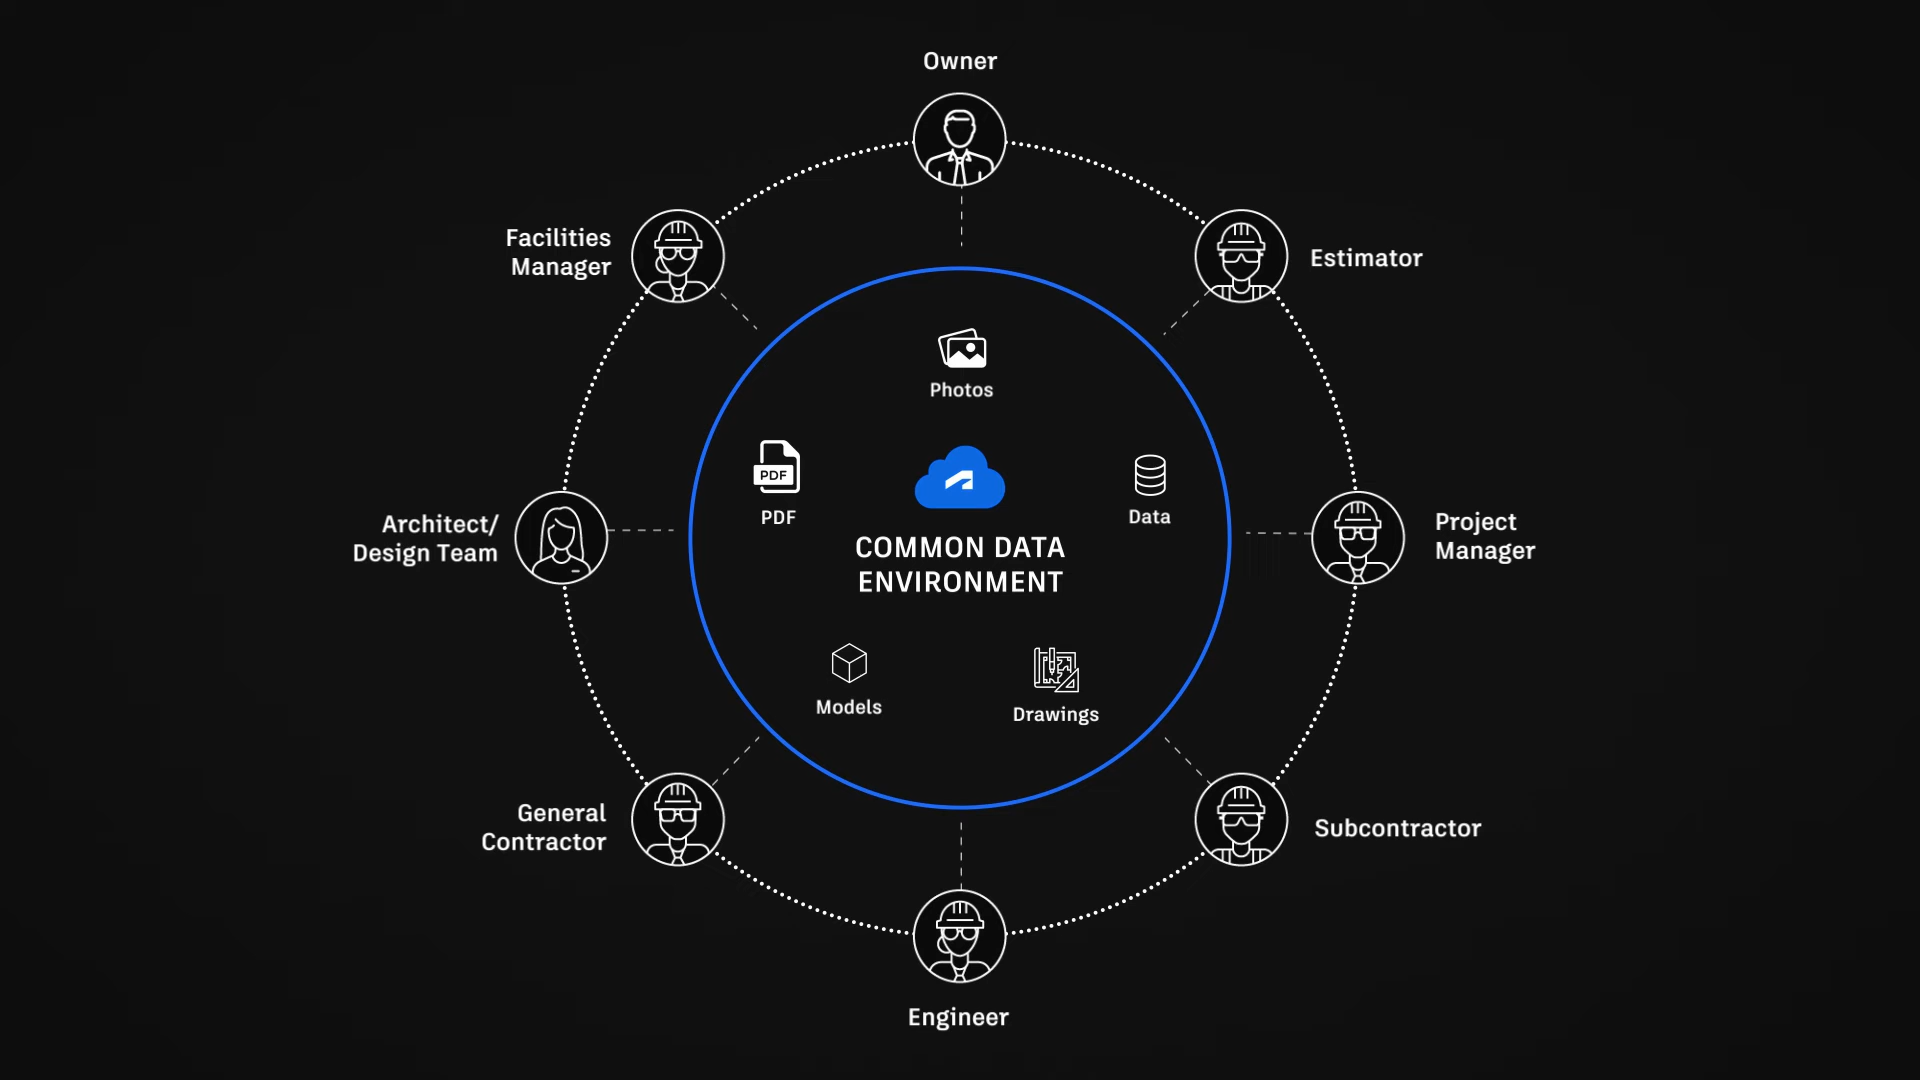 Owner
Facilities
Manager
Estimator
Photos
PDF
PDF
Data
Architect/
Design Team
COMMON DATA
ENVIRONMENT
Project
Manager
Models
Drawings
General
Contractor
Subcontractor
Engineer